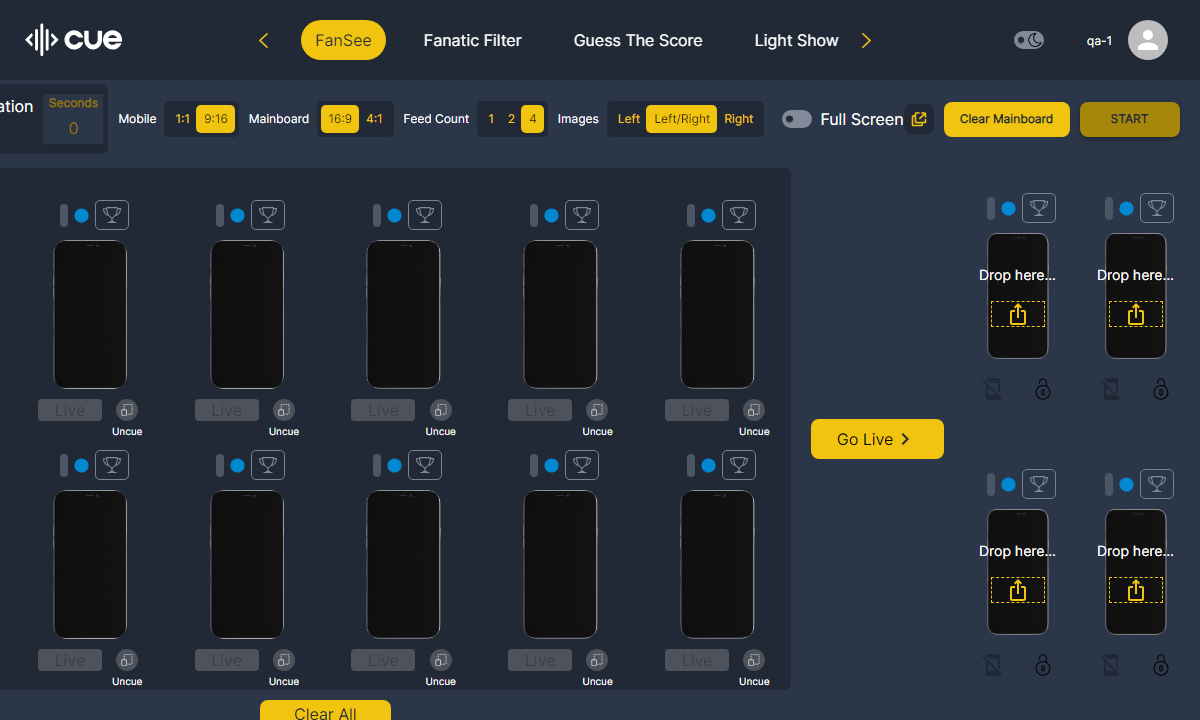 cue
FanSee
Fanatic Filter
Guess The Score
Light Show
qa-1
ation
Seconds
0
Mobile
1:1
9:16
Mainboard
16:9
4:1
Feed Count
1
2
4
Images
Left
Left/Right
Right
Full Screen
Clear Mainboard
START
Drop here...
Drop here...
Live
Live
Live
Live
Live
Uncue
Uncue
Uncue
Uncue
Uncue
Go Live
Drop here...
Drop here...
Live
Live
Live
Live
Live
Uncue
Uncue
Uncue
Uncue
Uncue
Clear All